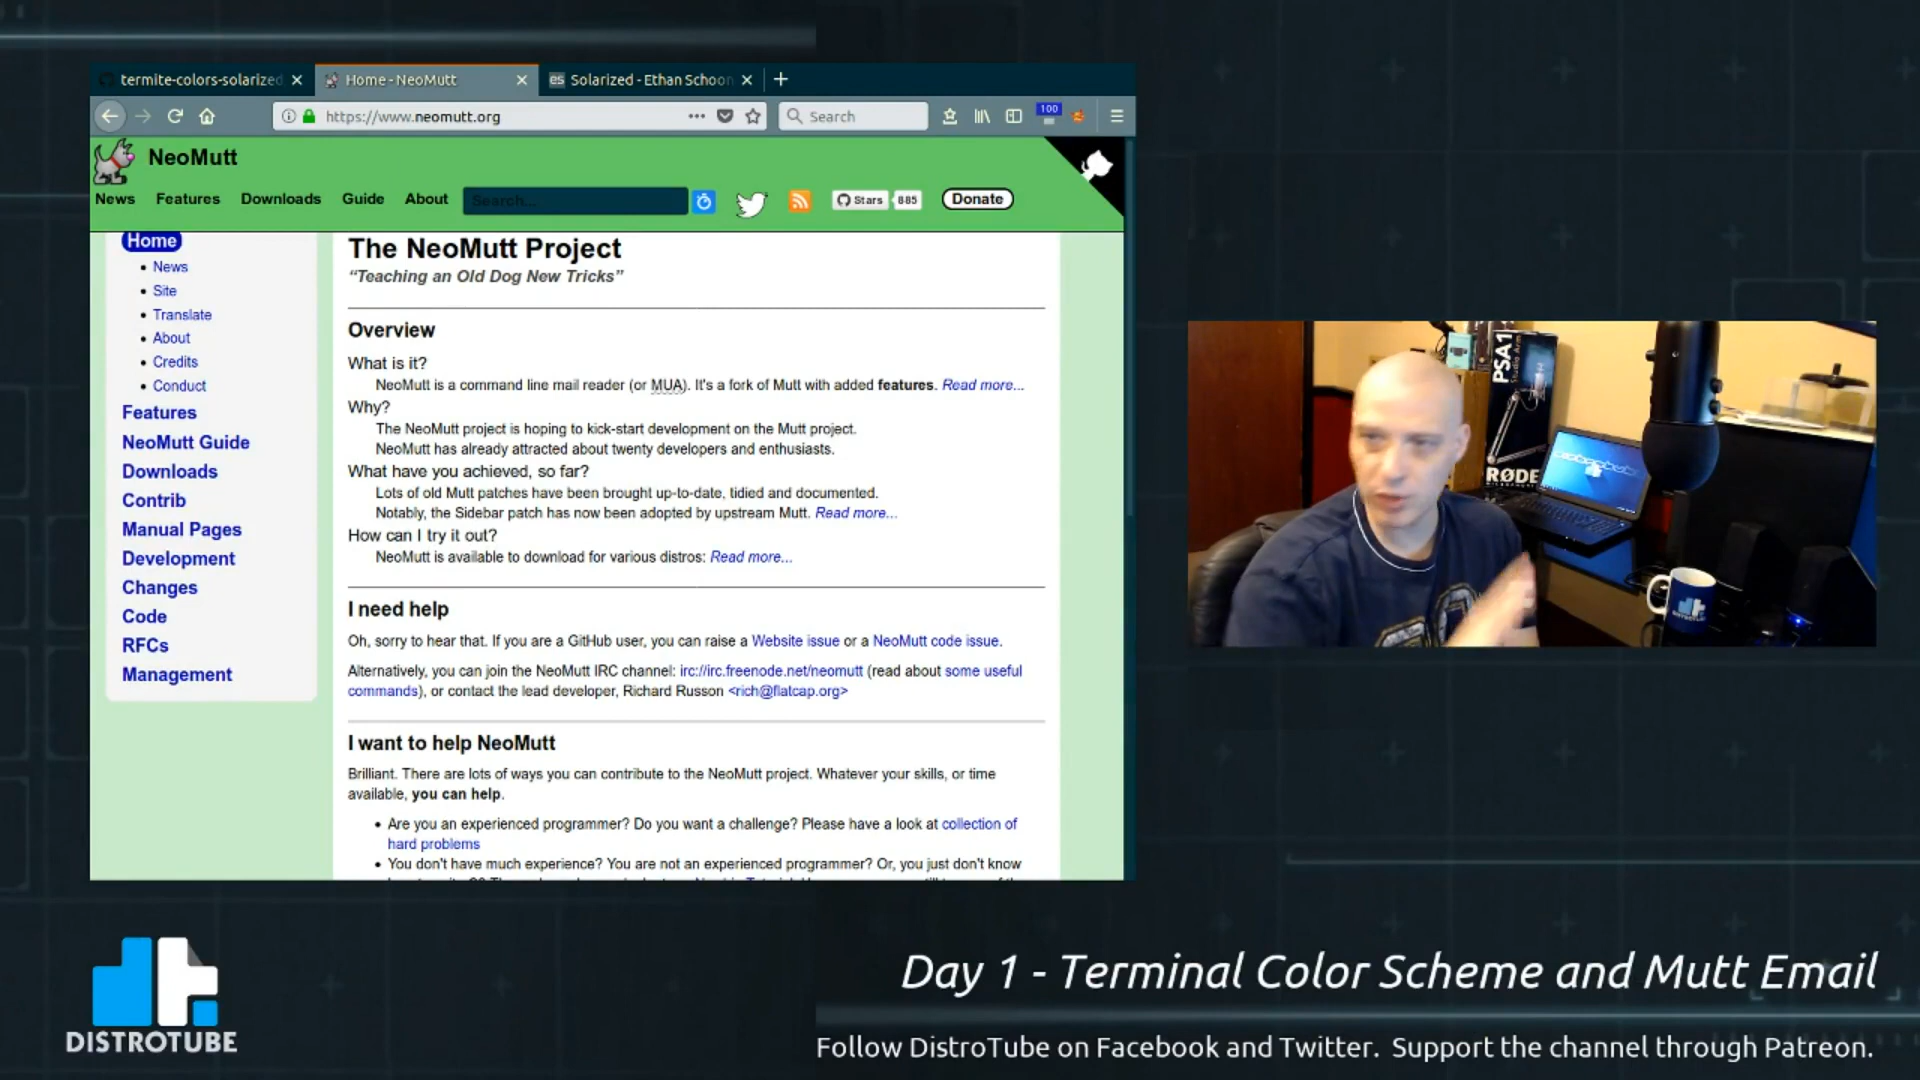 termite-colors-solarized
Home - NeoMutt
es Solarized - Ethan Schoon
https://www.neomutt.org
Search
100
NeoMutt
News Features Downloads Guide About Search... Stars 885 Donate
Home
News
Site
Translate
About
Credits
Conduct
Features
NeoMutt Guide
Downloads
Contrib
Manual Pages
Development
Changes
Code
RFCs
Management
The NeoMutt Project
“Teaching an Old Dog New Tricks”
Overview
What is it?
NeoMutt is a command line mail reader (or MUA). It's a fork of Mutt with added features. Read more...
Why?
The NeoMutt project is hoping to kick-start development on the Mutt project.
NeoMutt has already attracted about twenty developers and enthusiasts.
What have you achieved, so far?
Lots of old Mutt patches have been brought up-to-date, tidied and documented.
Notably, the Sidebar patch has now been adopted by upstream Mutt. Read more...
How can I try it out?
NeoMutt is available to download for various distros: Read more...
I need help
Oh, sorry to hear that. If you are a GitHub user, you can raise a Website issue or a NeoMutt code issue.
Alternatively, you can join the NeoMutt IRC channel: irc://irc.freenode.net/neomutt (read about some useful
commands), or contact the lead developer, Richard Russon <rich@flatcap.org>
I want to help NeoMutt
Brilliant. There are lots of ways you can contribute to the NeoMutt project. Whatever your skills, or time
available, you can help.
Are you an experienced programmer? Do you want a challenge? Please have a look at collection of
hard problems
You don't have much experience? You are not an experienced programmer? Or, you just don't know
PSA1
Studio Arm
RØDE
DISTROTUBE
DISTROTUBE
Day 1 - Terminal Color Scheme and Mutt Email
Follow DistroTube on Facebook and Twitter. Support the channel through Patreon.